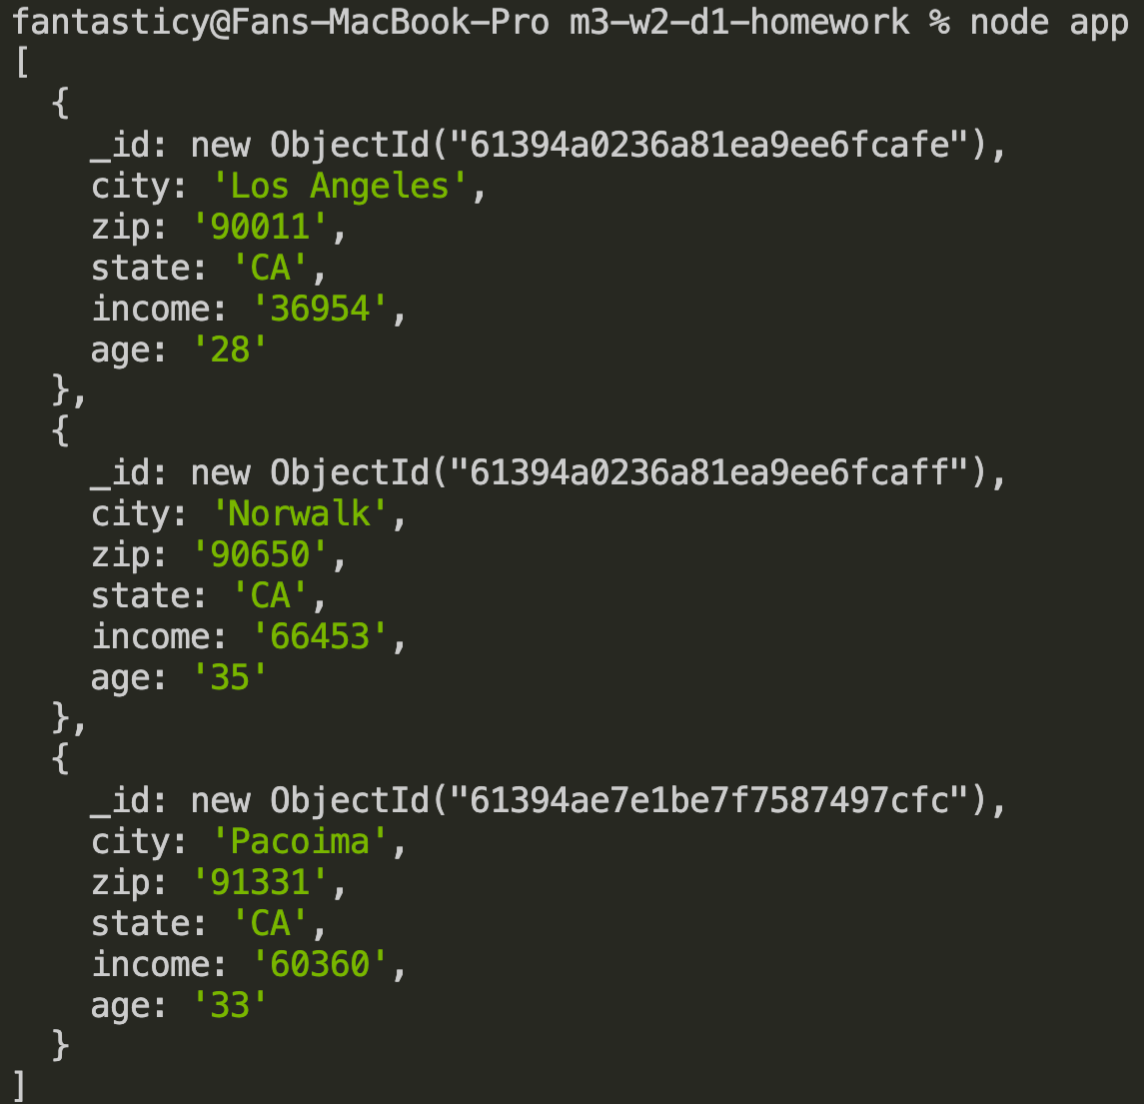 fantasticy@Fans-MacBook-Pro m3-w2-d1-homework % node app
[
  {
    _id: new ObjectId("61394a0236a81ea9ee6fcafe"),
    city: 'Los Angeles',
    zip: '90011',
    state: 'CA',
    income: '36954',
    age: '28'
  },
  {
    _id: new ObjectId("61394a0236a81ea9ee6fcaff"),
    city: 'Norwalk',
    zip: '90650',
    state: 'CA',
    income: '66453',
    age: '35'
  },
  {
    _id: new ObjectId("61394ae7e1be7f7587497cfc"),
    city: 'Pacoima',
    zip: '91331',
    state: 'CA',
    income: '60360',
    age: '33'
  }
]